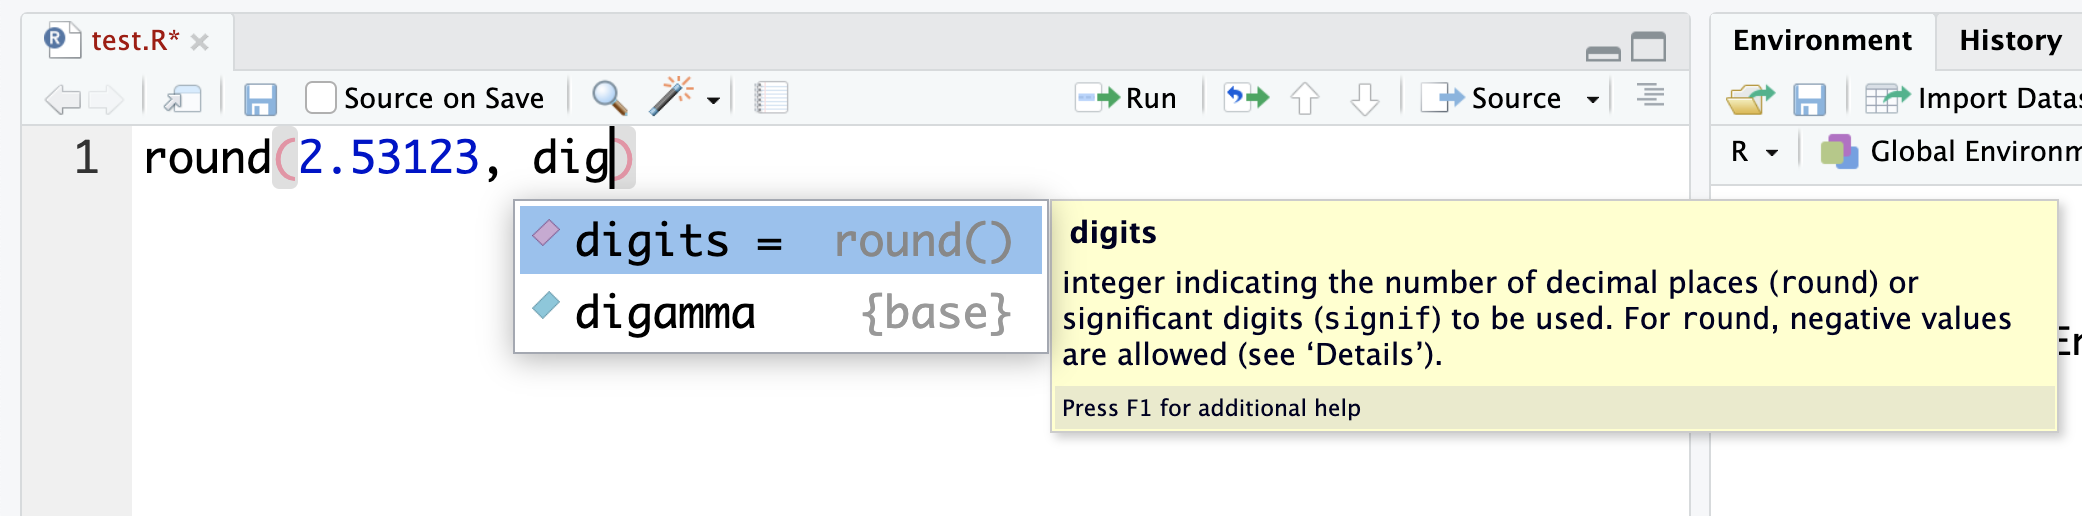 test.R*
Environment
History
Source on Save
Run
Source
Import Datas
R
Global Environm
1
round(2.53123, dig)
digits = round()
digamma {base}
digits
integer indicating the number of decimal places (round) or
significant digits (signif) to be used. For round, negative values
are allowed (see ‘Details’).
Press F1 for additional help
En